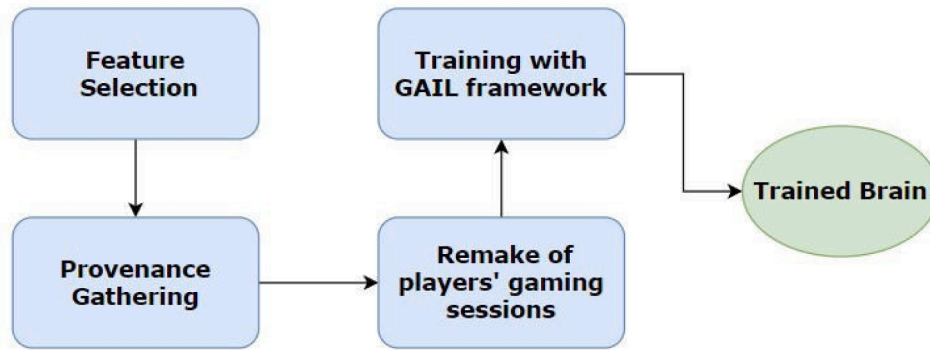 Feature
Selection
Provenance
Gathering
Remake of
players' gaming
sessions
Training with
GAIL framework
Trained Brain